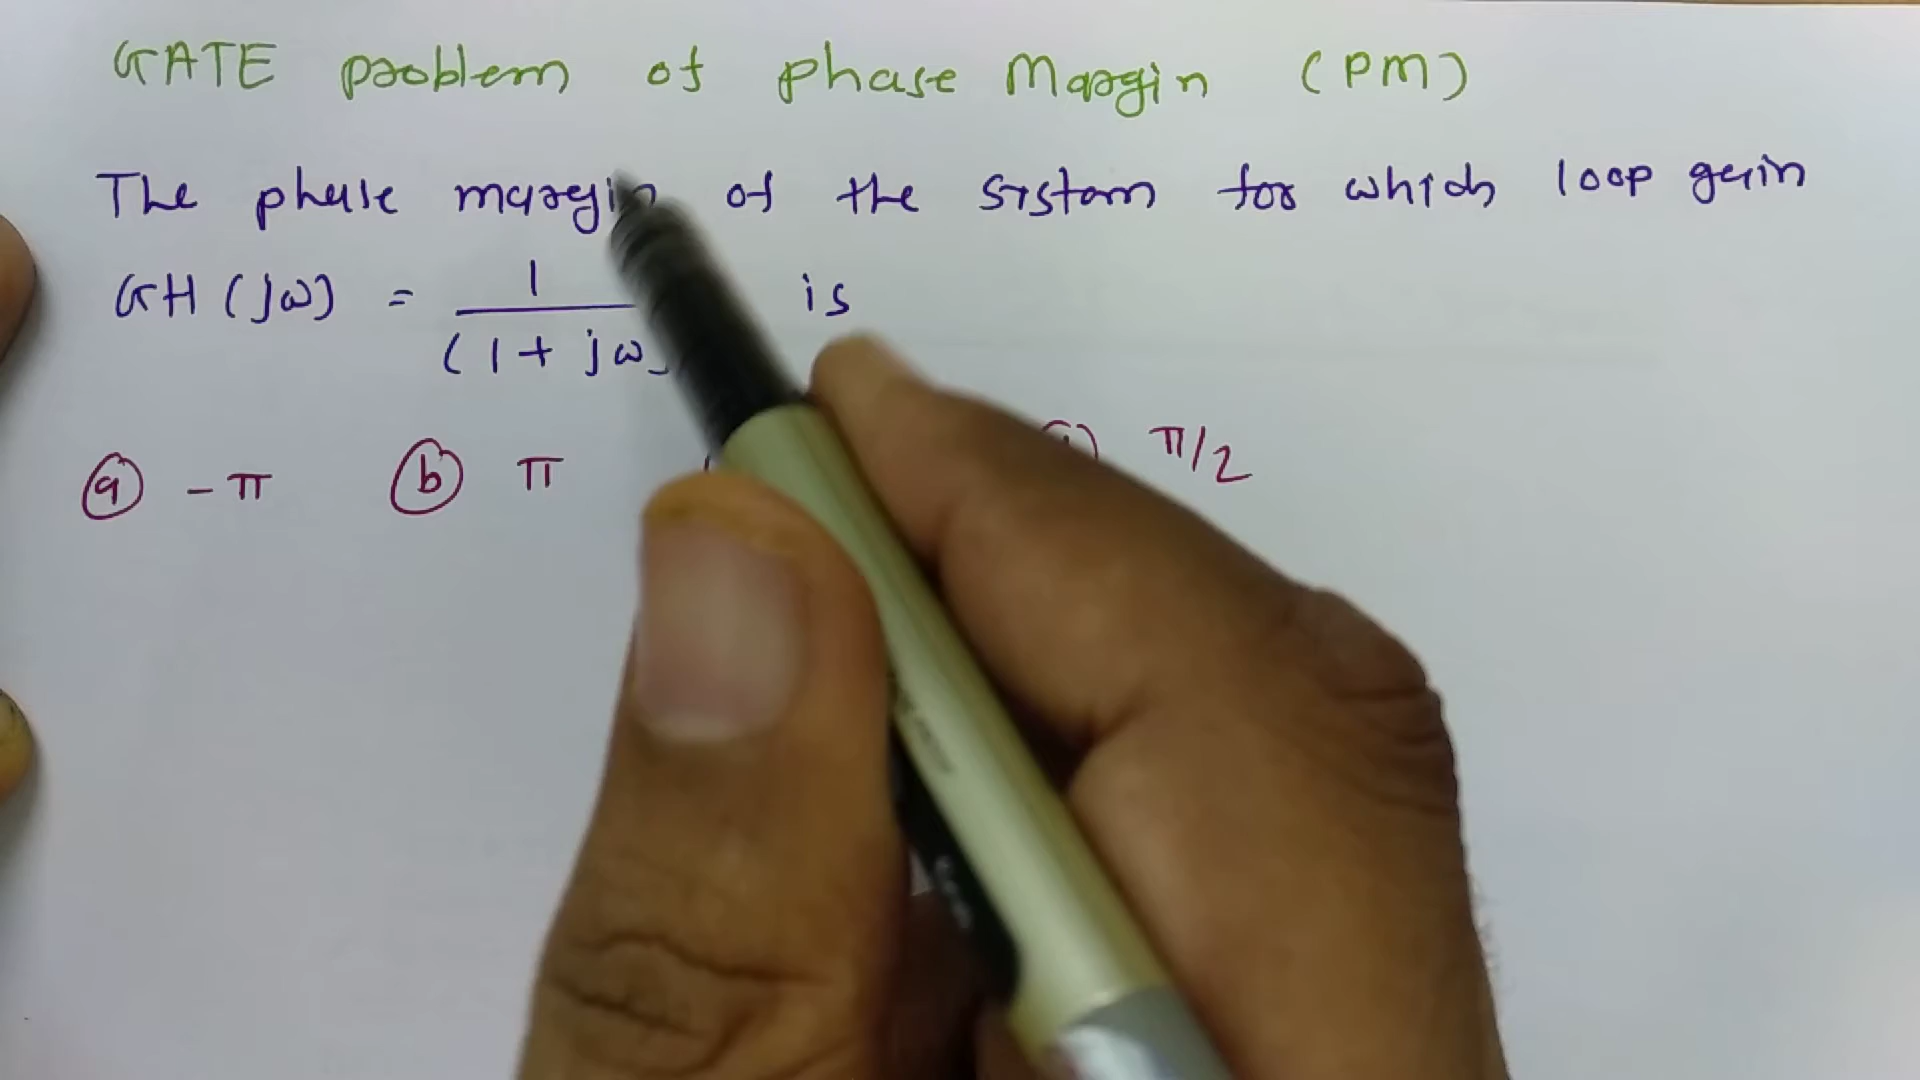 GATE problem of phase Margin (PM)
The phase margin of the system for which loop gain
GH (jω) = 1 is
(1 + jω
(a) - π (b) π π/2